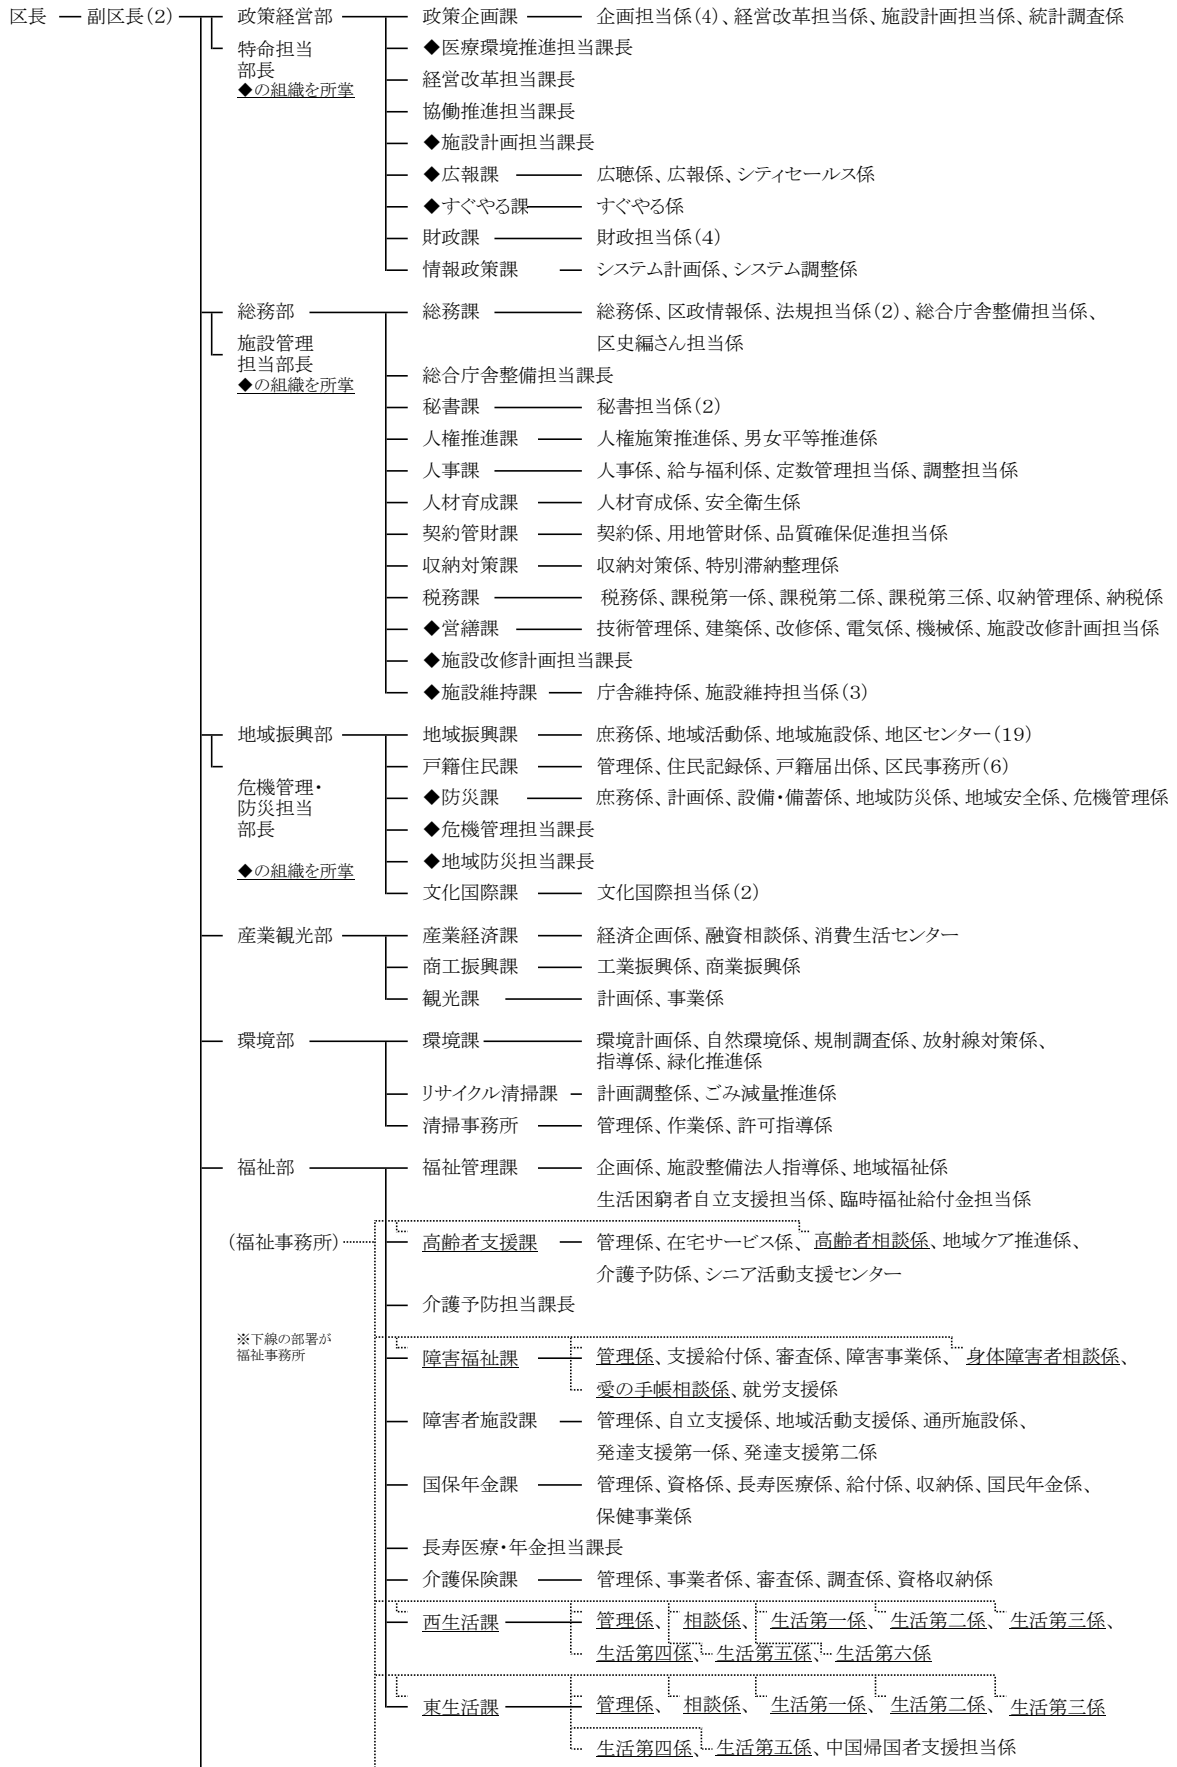 区長 副区長(2) 政策経営部 政策企画課 企画担当係(4)、経営改革担当係、施設計画担当係、統計調査係
特命担当
部長
◆の組織を所掌
◆医療環境推進担当課長
経営改革担当課長
協働推進担当課長
◆施設計画担当課長
◆広報課 広聴係、広報係、シティセールス係
◆すぐやる課 すぐやる係
財政課 財政担当係(4)
情報政策課 システム計画係、システム調整係
総務部 総務課 総務係、区政情報係、法規担当係(2)、総合庁舎整備担当係、
区史編さん担当係
施設管理
担当部長
◆の組織を所掌
総合庁舎整備担当課長
秘書課 秘書担当係(2)
人権推進課 人権施策推進係、男女平等推進係
人事課 人事係、給与福利係、定数管理担当係、調整担当係
人材育成課 人材育成係、安全衛生係
契約管財課 契約係、用地管財係、品質確保促進担当係
収納対策課 収納対策係、特別滞納整理係
税務課 税務係、課税第一係、課税第二係、課税第三係、収納管理係、納税係
◆営繕課 技術管理係、建築係、改修係、電気係、機械係、施設改修計画担当係
◆施設改修計画担当課長
◆施設維持課 庁舎維持係、施設維持担当係(3)
地域振興部 地域振興課 庶務係、地域活動係、地域施設係、地区センター(19)
戸籍住民課 管理係、住民記録係、戸籍届出係、区民事務所(6)
危機管理・
防災担当
部長
◆の組織を所掌
◆防災課 庶務係、計画係、設備・備蓄係、地域防災係、地域安全係、危機管理係
◆危機管理担当課長
◆地域防災担当課長
文化国際課 文化国際担当係(2)
産業観光部 産業経済課 経済企画係、融資相談係、消費生活センター
商工振興課 工業振興係、商業振興係
観光課 計画係、事業係
環境部 環境課 環境計画係、自然環境係、規制調査係、放射線対策係、
指導係、緑化推進係
リサイクル清掃課 計画調整係、ごみ減量推進係
清掃事務所 管理係、作業係、許可指導係
福祉部 福祉管理課 企画係、施設整備法人指導係、地域福祉係
生活困窮者自立支援担当係、臨時福祉給付金担当係
(福祉事務所) 高齢者支援課 管理係、在宅サービス係、高齢者相談係、地域ケア推進係、
介護予防係、シニア活動支援センター
介護予防担当課長
※下線の部署が
福祉事務所
障害福祉課 管理係、支援給付係、審査係、障害事業係、身体障害者相談係、
愛の手帳相談係、就労支援係
障害者施設課 管理係、自立支援係、地域活動支援係、通所施設係、
発達支援第一係、発達支援第二係
国保年金課 管理係、資格係、長寿医療係、給付係、収納係、国民年金係、
保健事業係
長寿医療・年金担当課長
介護保険課 管理係、事業者係、審査係、調査係、資格収納係
西生活課 管理係、相談係、生活第一係、生活第二係、生活第三係、
生活第四係、生活第五係、生活第六係
東生活課 管理係、相談係、生活第一係、生活第二係、生活第三係
生活第四係、生活第五係、中国帰国者支援担当係